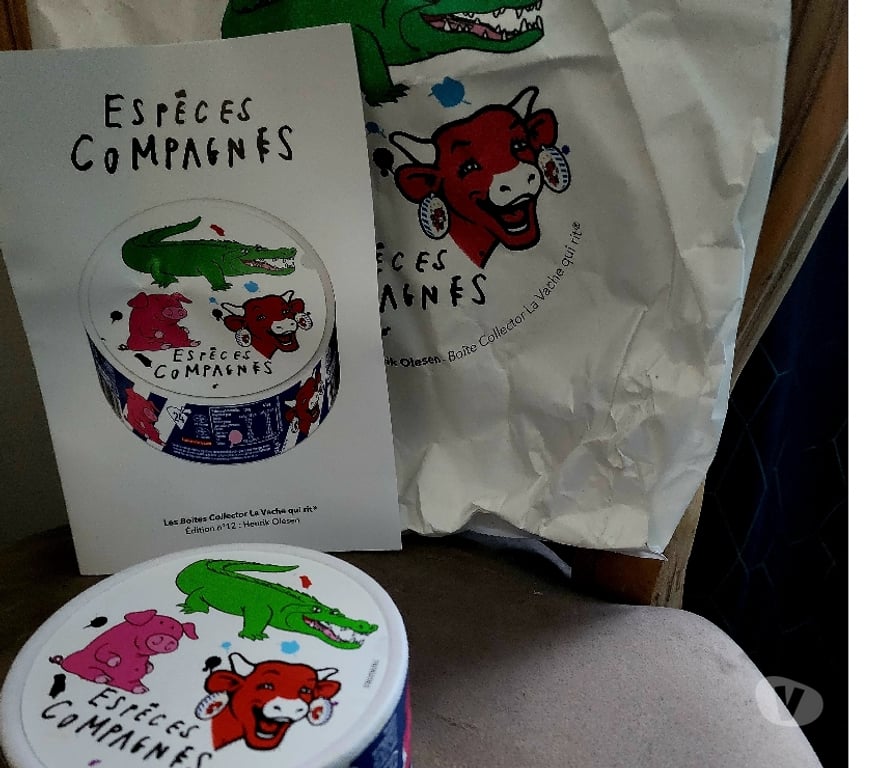 ESPÈCES
COMPAGNES
ESPÈCES
COMPAGNES
24
Les Boîtes Collector La Vache qui rit®
Édition n°12 : Henrik Olesen
ÈCES
AGNES
k Olesen - Boîte Collector La Vache qui rit®
ESPÈCES
COMPAGNES
V